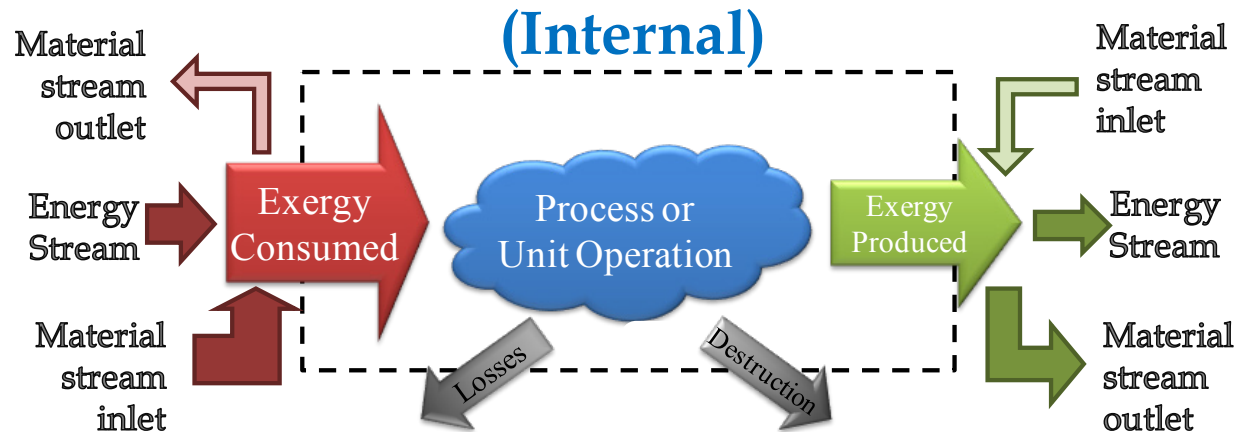 (Internal)
Material
stream
outlet
Energy
Stream
Material
stream
inlet
Exergy
Consumed
Process or
Unit Operation
Losses
Destruction
Exergy
Produced
Material
stream
inlet
Energy
Stream
Material
stream
outlet